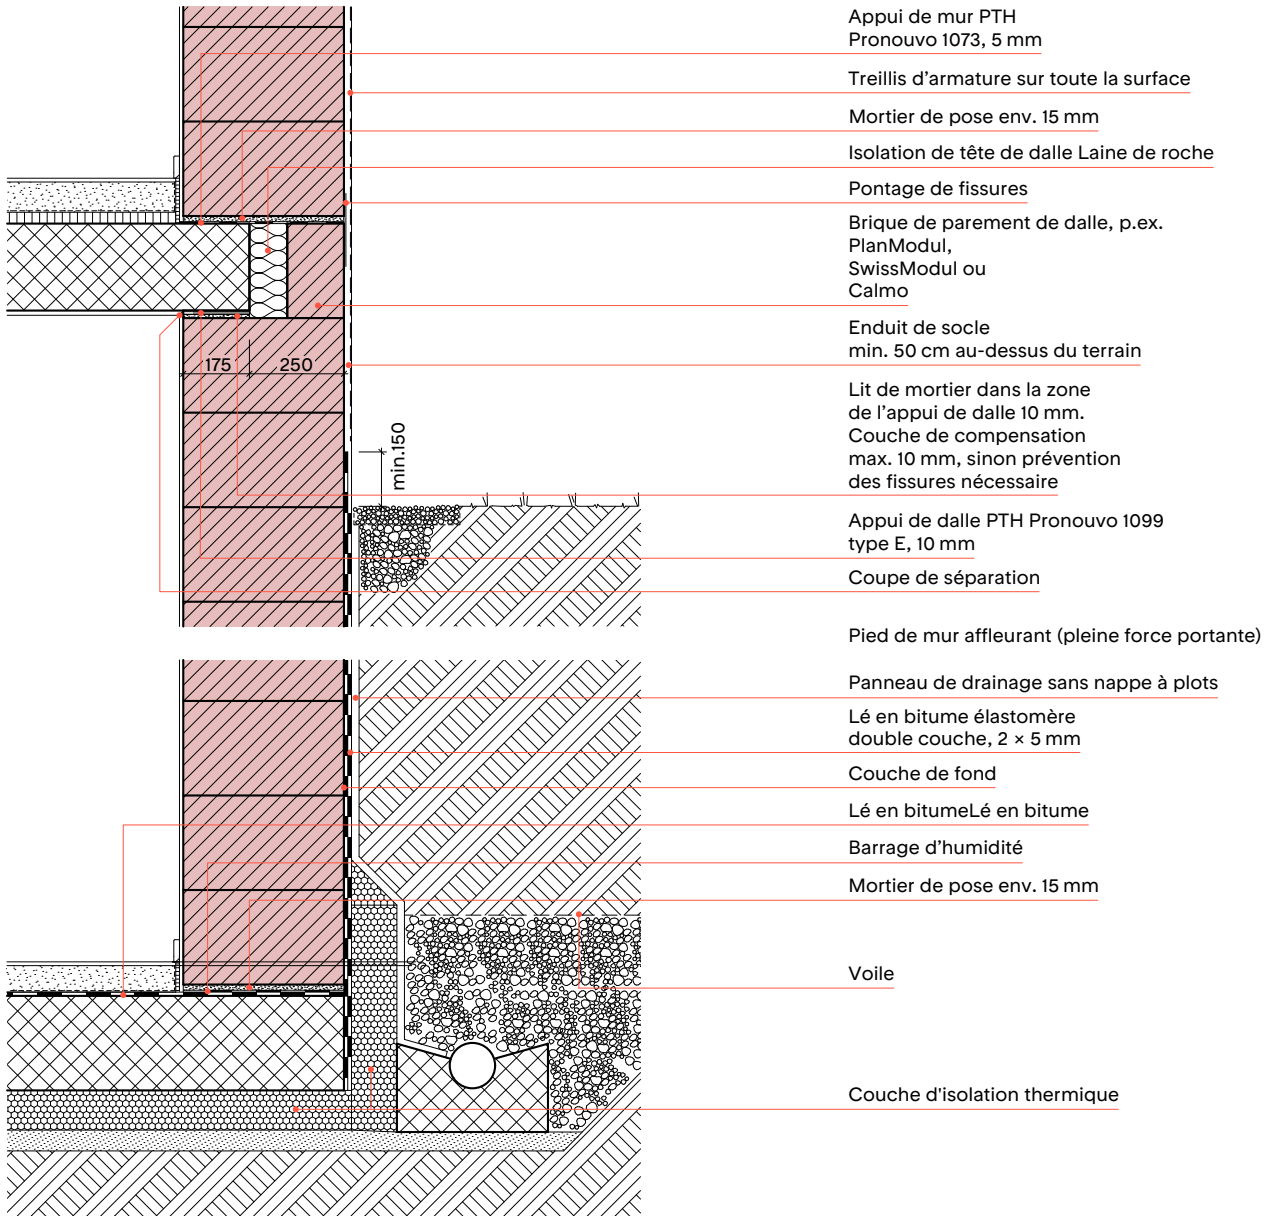 Appui de mur PTH
Pronouvo 1073, 5 mm
Treillis d’armature sur toute la surface
Mortier de pose env. 15 mm
Isolation de tête de dalle Laine de roche
Pontage de fissures
Brique de parement de dalle, p.ex.
PlanModul,
SwissModul ou
Calmo
Enduit de socle
min. 50 cm au-dessus du terrain
175
250
Lit de mortier dans la zone
de l’appui de dalle 10 mm.
Couche de compensation
max. 10 mm, sinon prévention
des fissures nécessaire
min.150
Appui de dalle PTH Pronouvo 1099
type E, 10 mm
Coupe de séparation
Pied de mur affleurant (pleine force portante)
Panneau de drainage sans nappe à plots
Lé en bitume élastomère
double couche, 2 × 5 mm
Couche de fond
Lé en bitumeLé en bitume
Barrage d’humidité
Mortier de pose env. 15 mm
Voile
Couche d'isolation thermique